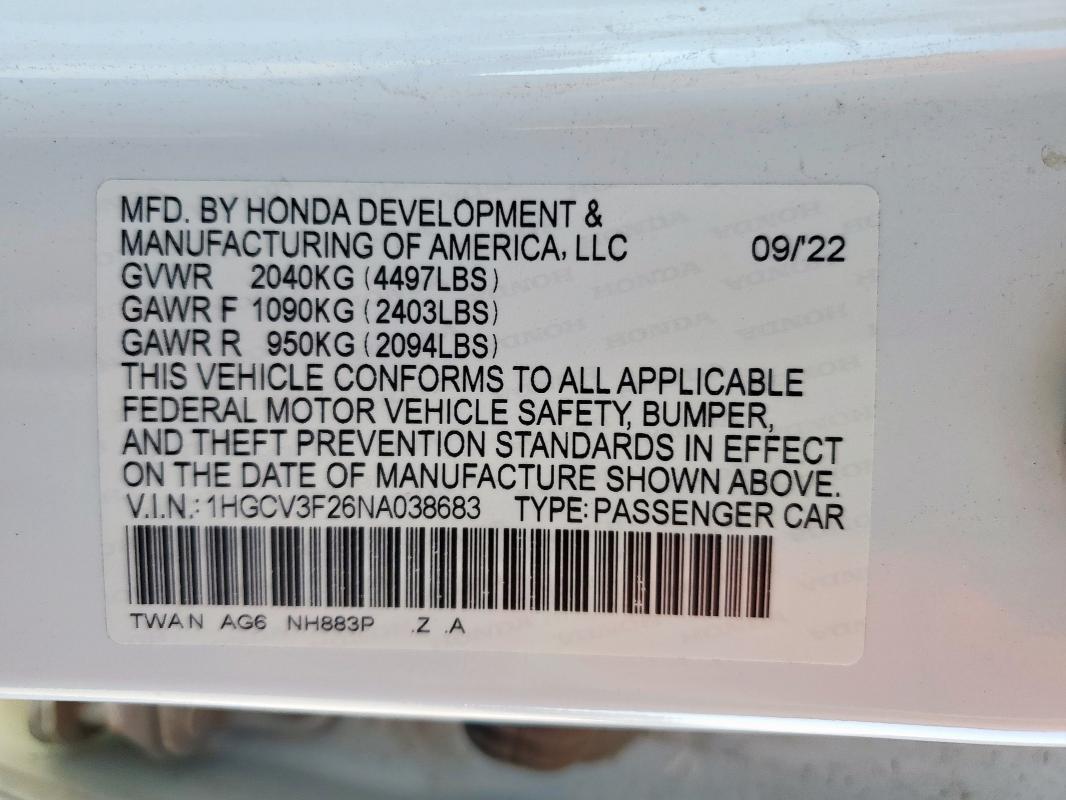 MFD. BY HONDA DEVELOPMENT &
MANUFACTURING OF AMERICA, LLC 09/'22
GVWR 2040KG (4497LBS)
GAWR F 1090KG (2403LBS)
GAWR R 950KG (2094LBS)
THIS VEHICLE CONFORMS TO ALL APPLICABLE
FEDERAL MOTOR VEHICLE SAFETY, BUMPER,
AND THEFT PREVENTION STANDARDS IN EFFECT
ON THE DATE OF MANUFACTURE SHOWN ABOVE.
V.I.N.: 1HGCV3F26NA038683 TYPE: PASSENGER CAR
TWAN AG6 NH883P .Z .A